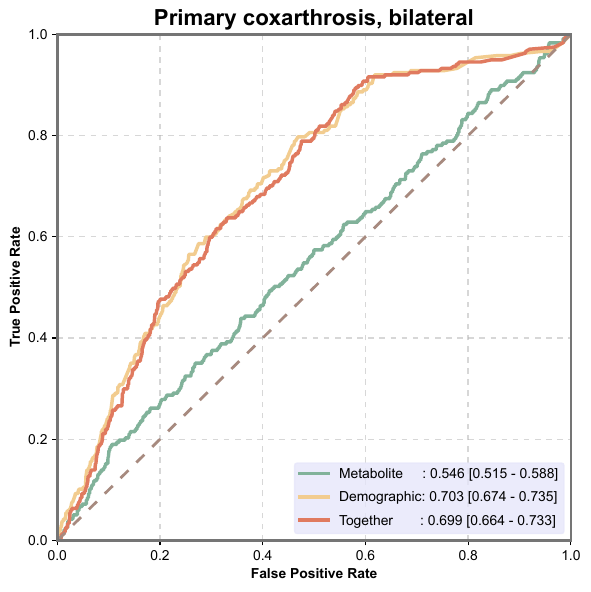 Primary coxarthrosis, bilateral
True Positive Rate
1.0
0.8
0.6
0.4
0.2
0.0
Metabolite : 0.546 [0.515 - 0.588]
Demographic: 0.703 [0.674 - 0.735]
Together : 0.699 [0.664 - 0.733]
0.0 0.2 0.4 0.6 0.8 1.0
False Positive Rate